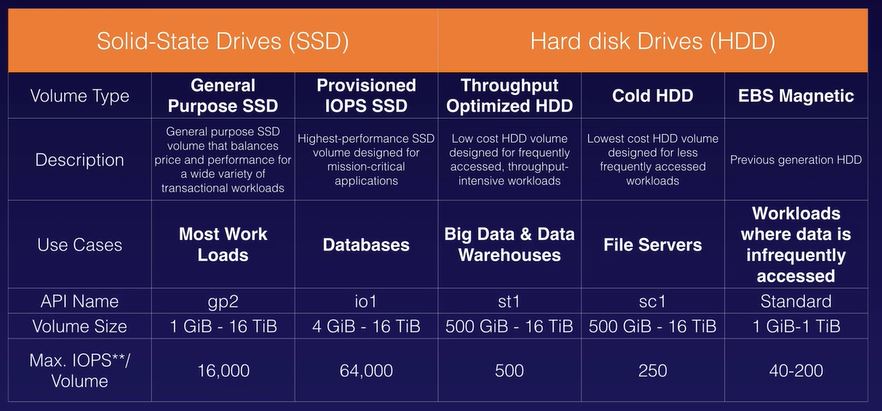 Solid-State Drives (SSD) Hard disk Drives (HDD)
Volume Type
General
Purpose SSD
Provisioned
IOPS SSD
Throughput
Optimized HDD
Cold HDD
EBS Magnetic
Description
General purpose SSD
volume that balances
price and performance for
a wide variety of
transactional workloads
Highest-performance SSD
volume designed for
mission-critical
applications
Low cost HDD volume
designed for frequently
accessed, throughput-
intensive workloads
Lowest cost HDD volume
designed for less
frequently accessed
workloads
Previous generation HDD
Use Cases
Most Work
Loads
Databases
Big Data & Data
Warehouses
File Servers
Workloads
where data is
infrequently
accessed
API Name gp2 io1 st1 sc1 Standard
Volume Size 1 GiB - 16 TiB 4 GiB - 16 TiB 500 GiB - 16 TiB 500 GiB - 16 TiB 1 GiB-1 TiB
Max. IOPS**/
Volume
16,000 64,000 500 250 40-200